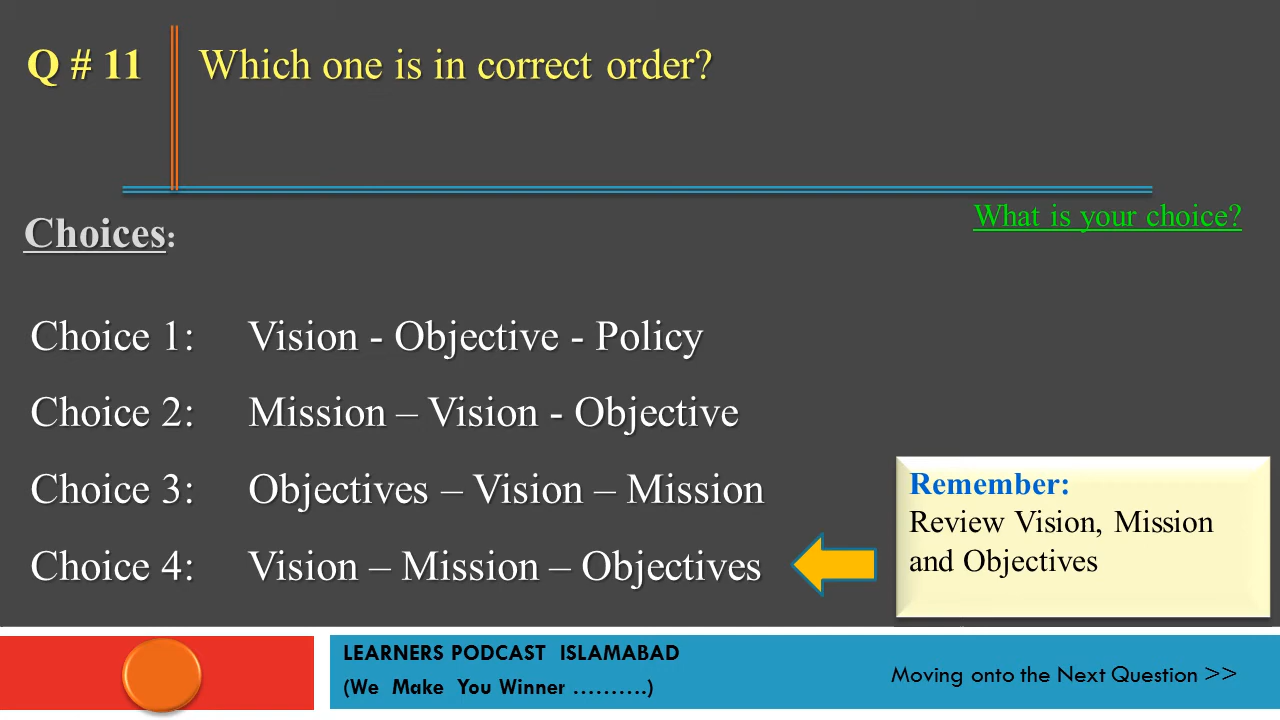 Q # 11 Which one is in correct order?
What is your choice?
Choices:
Choice 1: Vision - Objective - Policy
Choice 2: Mission – Vision - Objective
Choice 3: Objectives – Vision – Mission
Choice 4: Vision – Mission – Objectives
Remember:
Review Vision, Mission
and Objectives
LEARNERS PODCAST ISLAMABAD
(We Make You Winner ……….)
Moving onto the Next Question >>